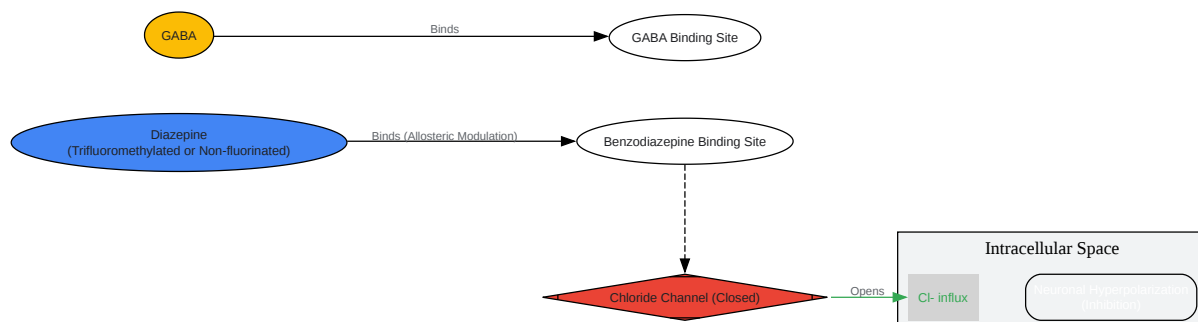 GABA
Binds
GABA Binding Site
Diazepine
(Trifluoromethylated or Non-fluorinated)
Binds (Allosteric Modulation)
Benzodiazepine Binding Site
Intracellular Space
Chloride Channel (Closed)
Opens
Cl- influx
Neuronal Hyperpolarization
(Inhibition)